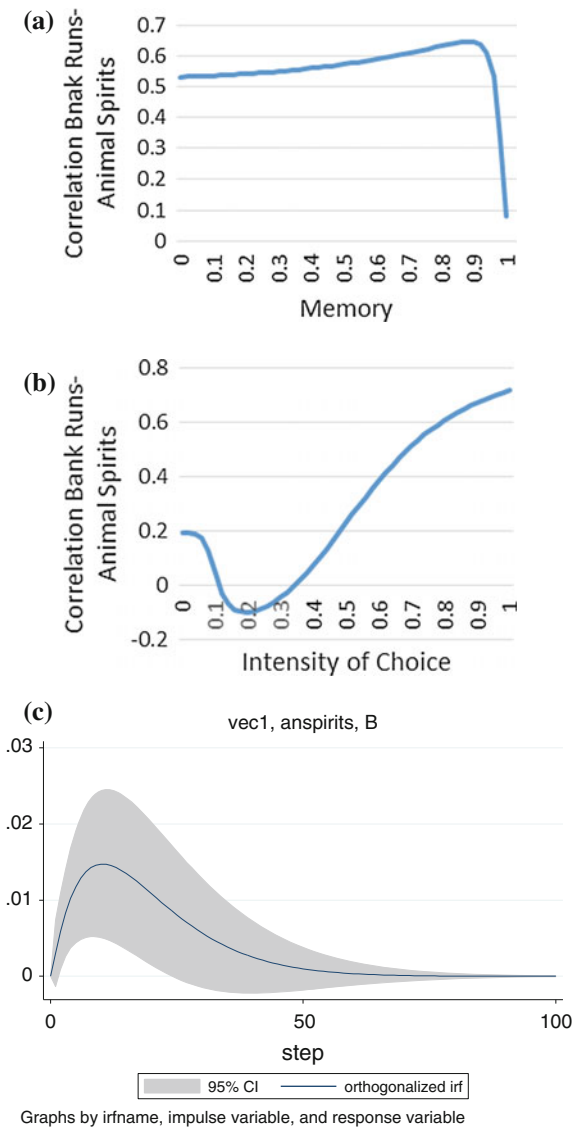 (a)
Correlation Bnak Runs-
Animal Spirits
0.7
0.6
0.5
0.4
0.3
0.2
0.1
0
0 0.1 0.2 0.3 0.4 0.5 0.6 0.7 0.8 0.9 1
Memory
(b)
Correlation Bank Runs-
Animal Spirits
0.8
0.6
0.4
0.2
0
-0.2
0 0.1 0.2 0.3 0.4 0.5 0.6 0.7 0.8 0.9 1
Intensity of Choice
(c)
vec1, anspirits, B
.03
.02
.01
0
0 50 100
step
95% CI orthogonalized irf
Graphs by irfname, impulse variable, and response variable